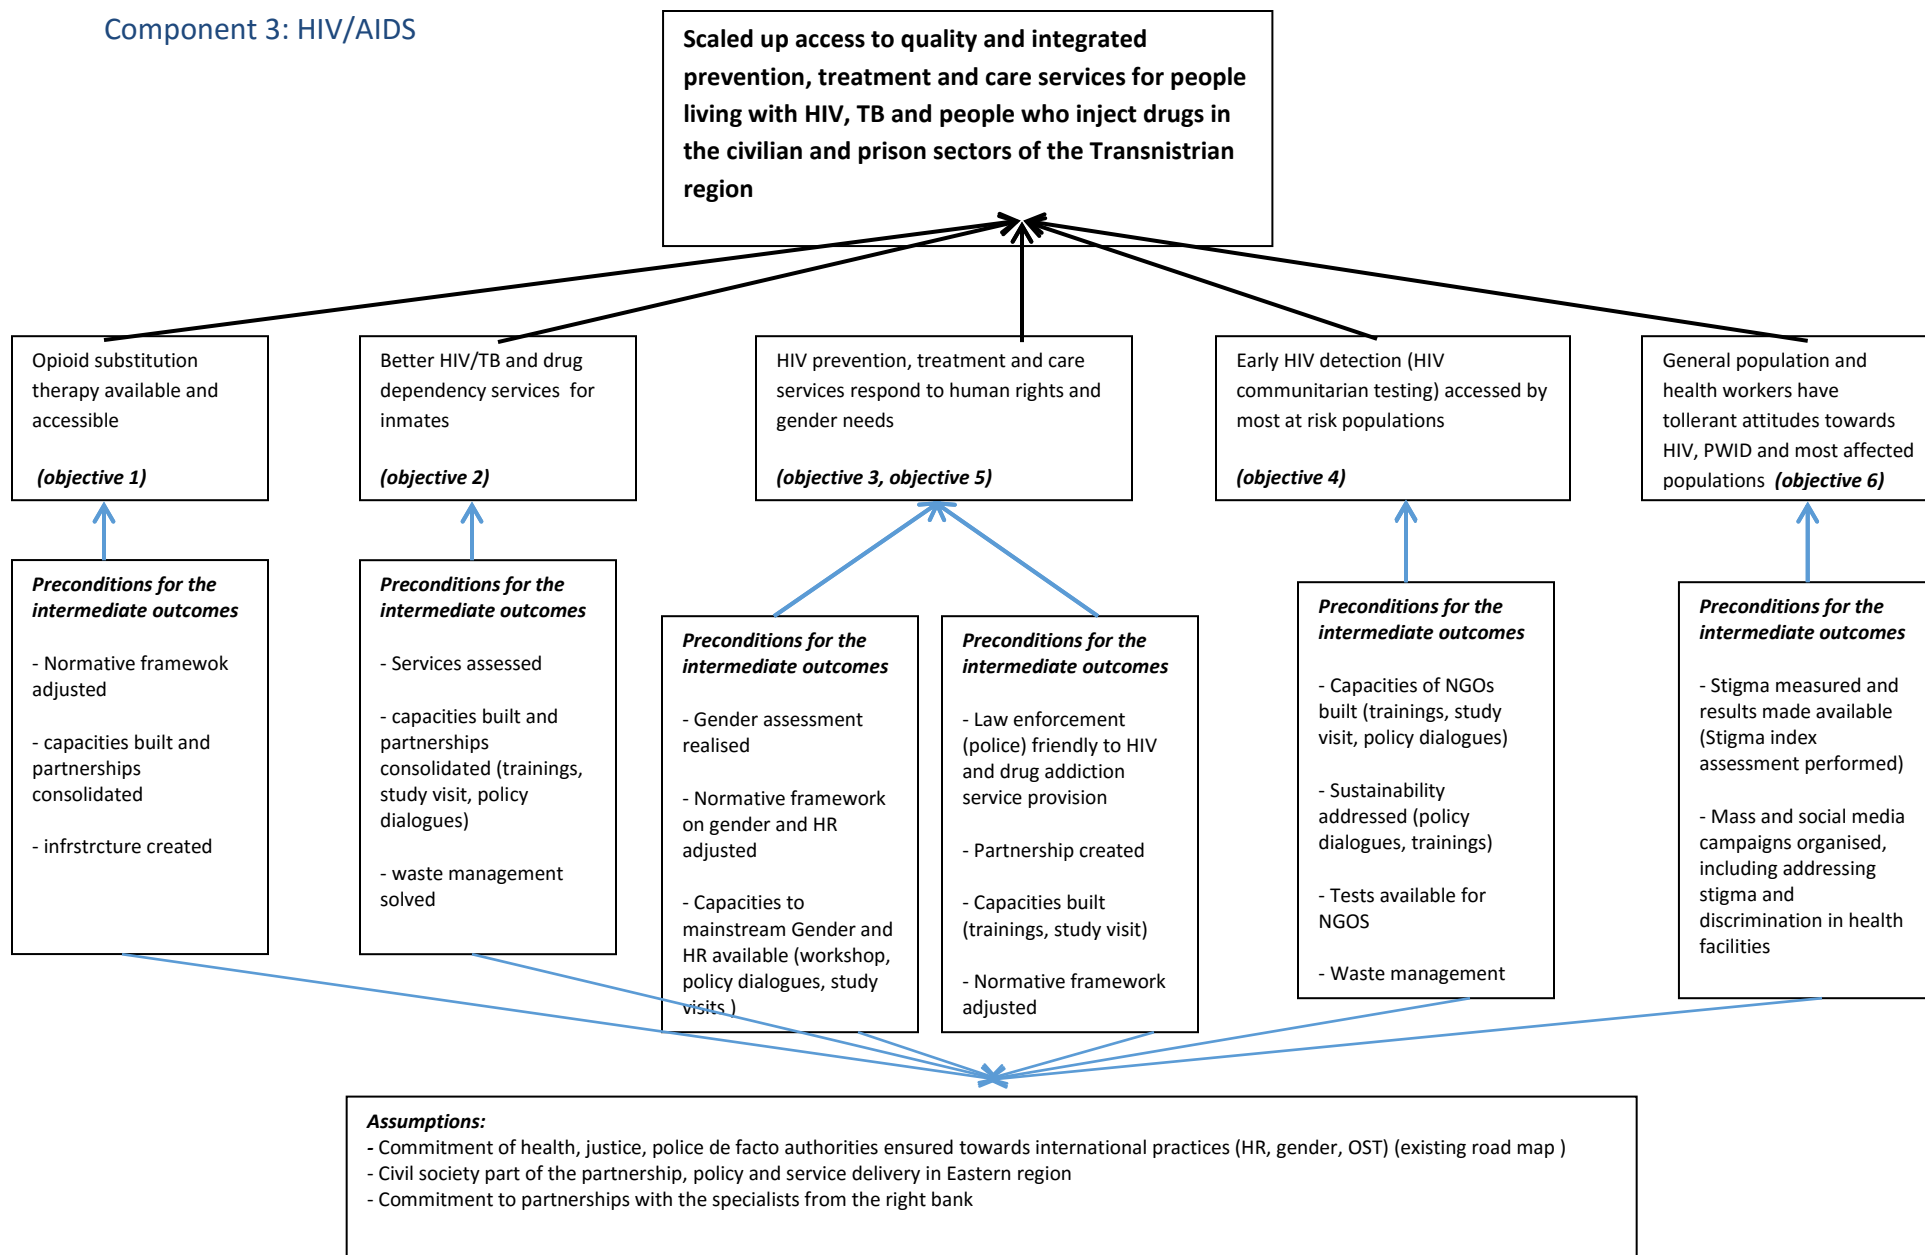 Component 3: HIV/AIDS
Scaled up access to quality and integrated
prevention, treatment and care services for people
living with HIV, TB and people who inject drugs in
the civilian and prison sectors of the Transnistrian
region
Opioid substitution
therapy available and
accessible
(objective 1)
Better HIV/TB and drug
dependency services for
inmates
(objective 2)
HIV prevention, treatment and care
services respond to human rights and
gender needs
(objective 3, objective 5)
Early HIV detection (HIV
communitarian testing) accessed by
most at risk populations
(objective 4)
General population and
health workers have
tollerant attitudes towards
HIV, PWID and most affected
populations (objective 6)
Preconditions for the
intermediate outcomes
- Normative framewok
adjusted
- capacities built and
partnerships
consolidated
- infrstrcture created
Preconditions for the
intermediate outcomes
- Services assessed
- capacities built and
partnerships
consolidated (trainings,
study visit, policy
dialogues)
- waste management
solved
Preconditions for the
intermediate outcomes
- Gender assessment
realised
- Normative framework
on gender and HR
adjusted
- Capacities to
mainstream Gender and
HR available (workshop,
policy dialogues, study
visits )
Preconditions for the
intermediate outcomes
- Law enforcement
(police) friendly to HIV
and drug addiction
service provision
- Partnership created
- Capacities built
(trainings, study visit)
- Normative framework
adjusted
Preconditions for the
intermediate outcomes
- Capacities of NGOs
built (trainings, study
visit, policy dialogues)
- Sustainability
addressed (policy
dialogues, trainings)
- Tests available for
NGOS
- Waste management
Preconditions for the
intermediate outcomes
- Stigma measured and
results made available
(Stigma index
assessment performed)
- Mass and social media
campaigns organised,
including addressing
stigma and
discrimination in health
facilities
Assumptions:
- Commitment of health, justice, police de facto authorities ensured towards international practices (HR, gender, OST) (existing road map )
- Civil society part of the partnership, policy and service delivery in Eastern region
- Commitment to partnerships with the specialists from the right bank